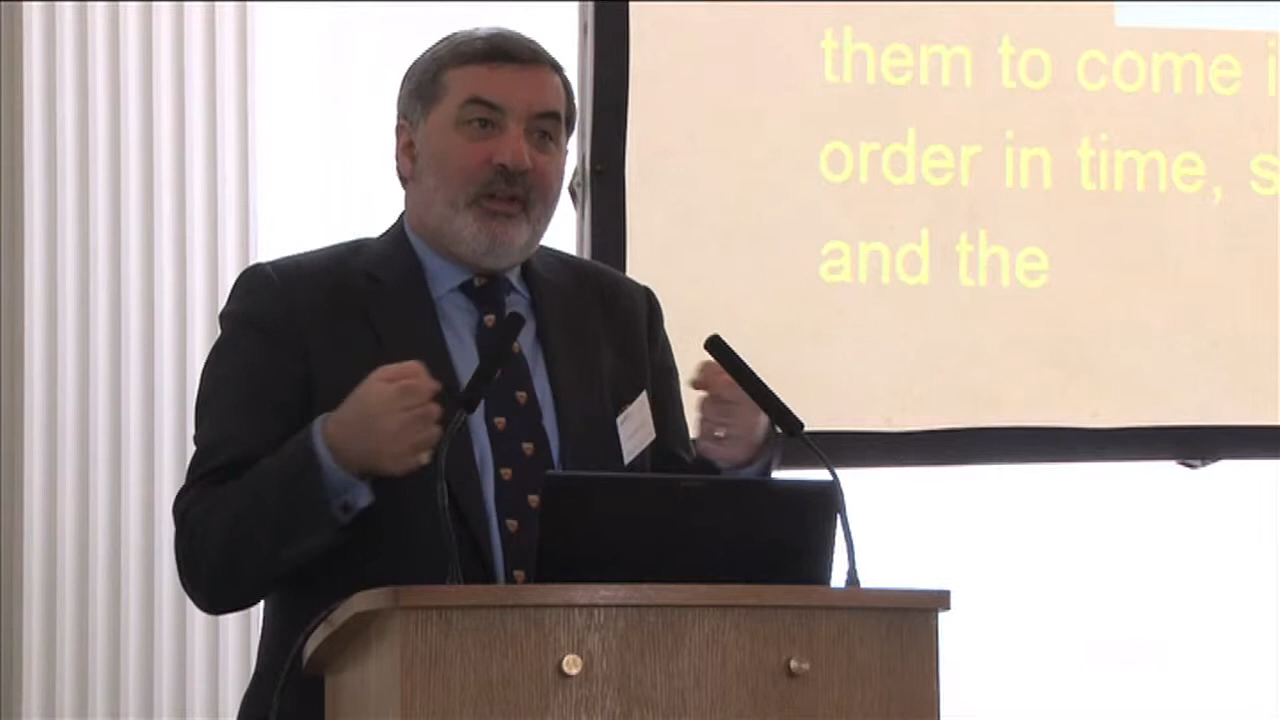 them to come i
order in time, s
and the